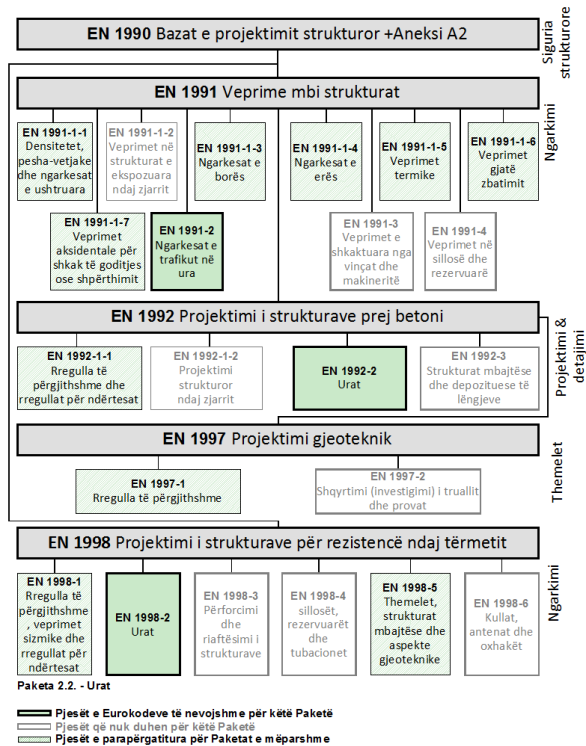 EN 1990 Bazat e projektimit strukturor +Aneksi A2
Siguria
strukturore
EN 1991 Veprime mbi strukturat
Ngarkimi
EN 1991-1-1
Densitetet,
pesha-vetjake
dhe ngarkesat
e ushtruara
EN 1991-1-2
Veprimet në
strukturat e
ekspozuara
ndaj zjarrit
EN 1991-1-3
Ngarkesat e
borës
EN 1991-1-4
Ngarkesat e
erës
EN 1991-1-5
Veprimet
termike
EN 1991-1-6
Veprimet
gjatë
zbatimit
EN 1991-1-7
Veprimet
aksidentale për
shkak të goditjes
ose shpërthimit
EN 1991-2
Ngarkesat e
trafikut në
ura
EN 1991-3
Veprimet e
shkaktuara nga
vinçat dhe
makineritë
EN 1991-4
Veprimet në
sillosë dhe
rezervuarë
EN 1992 Projektimi i strukturave prej betoni
Projektimi &
detajimi
EN 1992-1-1
Rregulla të
përgjithshme dhe
rregullat për ndërtesat
EN 1992-1-2
Projektimi
strukturor
ndaj zjarrit
EN 1992-2
Urat
EN 1992-3
Strukturat mbajtëse
dhe depozituese të
lëngjeve
EN 1997 Projektimi gjeoteknik
Themelet
EN 1997-1
Rregulla të përgjithshme
EN 1997-2
Shqyrtimi (investigimi) i truallit
dhe provat
EN 1998 Projektimi i strukturave për rezistencë ndaj tërmetit
Ngarkimi
EN 1998-1
Rregulla të
përgjithshme
, veprimet
sizmike dhe
rregullat për
ndërtesat
EN 1998-2
Urat
EN 1998-3
Përforcimi
dhe
riaftësimi i
strukturave
EN 1998-4
sillosët,
rezervuarët
dhe
tubacionet
EN 1998-5
Themelet,
strukturat
mbajtëse dhe
aspekte
gjeoteknike
EN 1998-6
Kullat,
antenat dhe
oxhakët
Paketa 2.2. - Urat
Pjesët e Eurokodeve të nevojshme për këtë Paketë
Pjesët që nuk duhen për këtë Paketë
Pjesët e parapërgatitura për Paketat e mëparshme